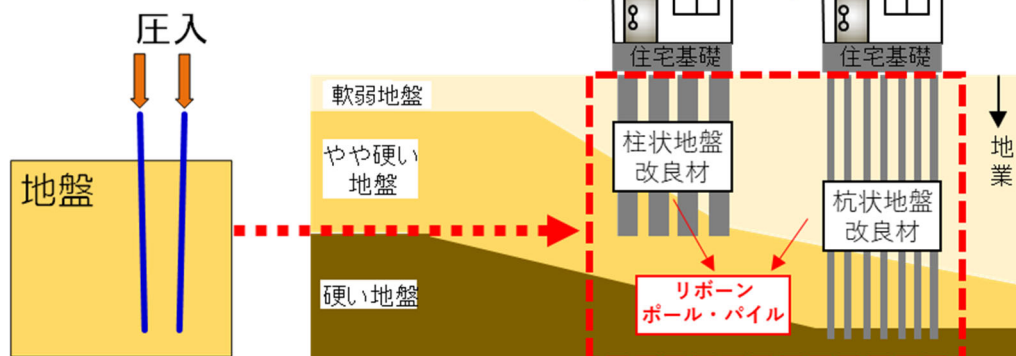 圧入
地盤
軟弱地盤
やや硬い
地盤
硬い地盤
住宅基礎
柱状地盤
改良材
住宅基礎
杭状地盤
改良材
リボーン
ポール・パイル
地業